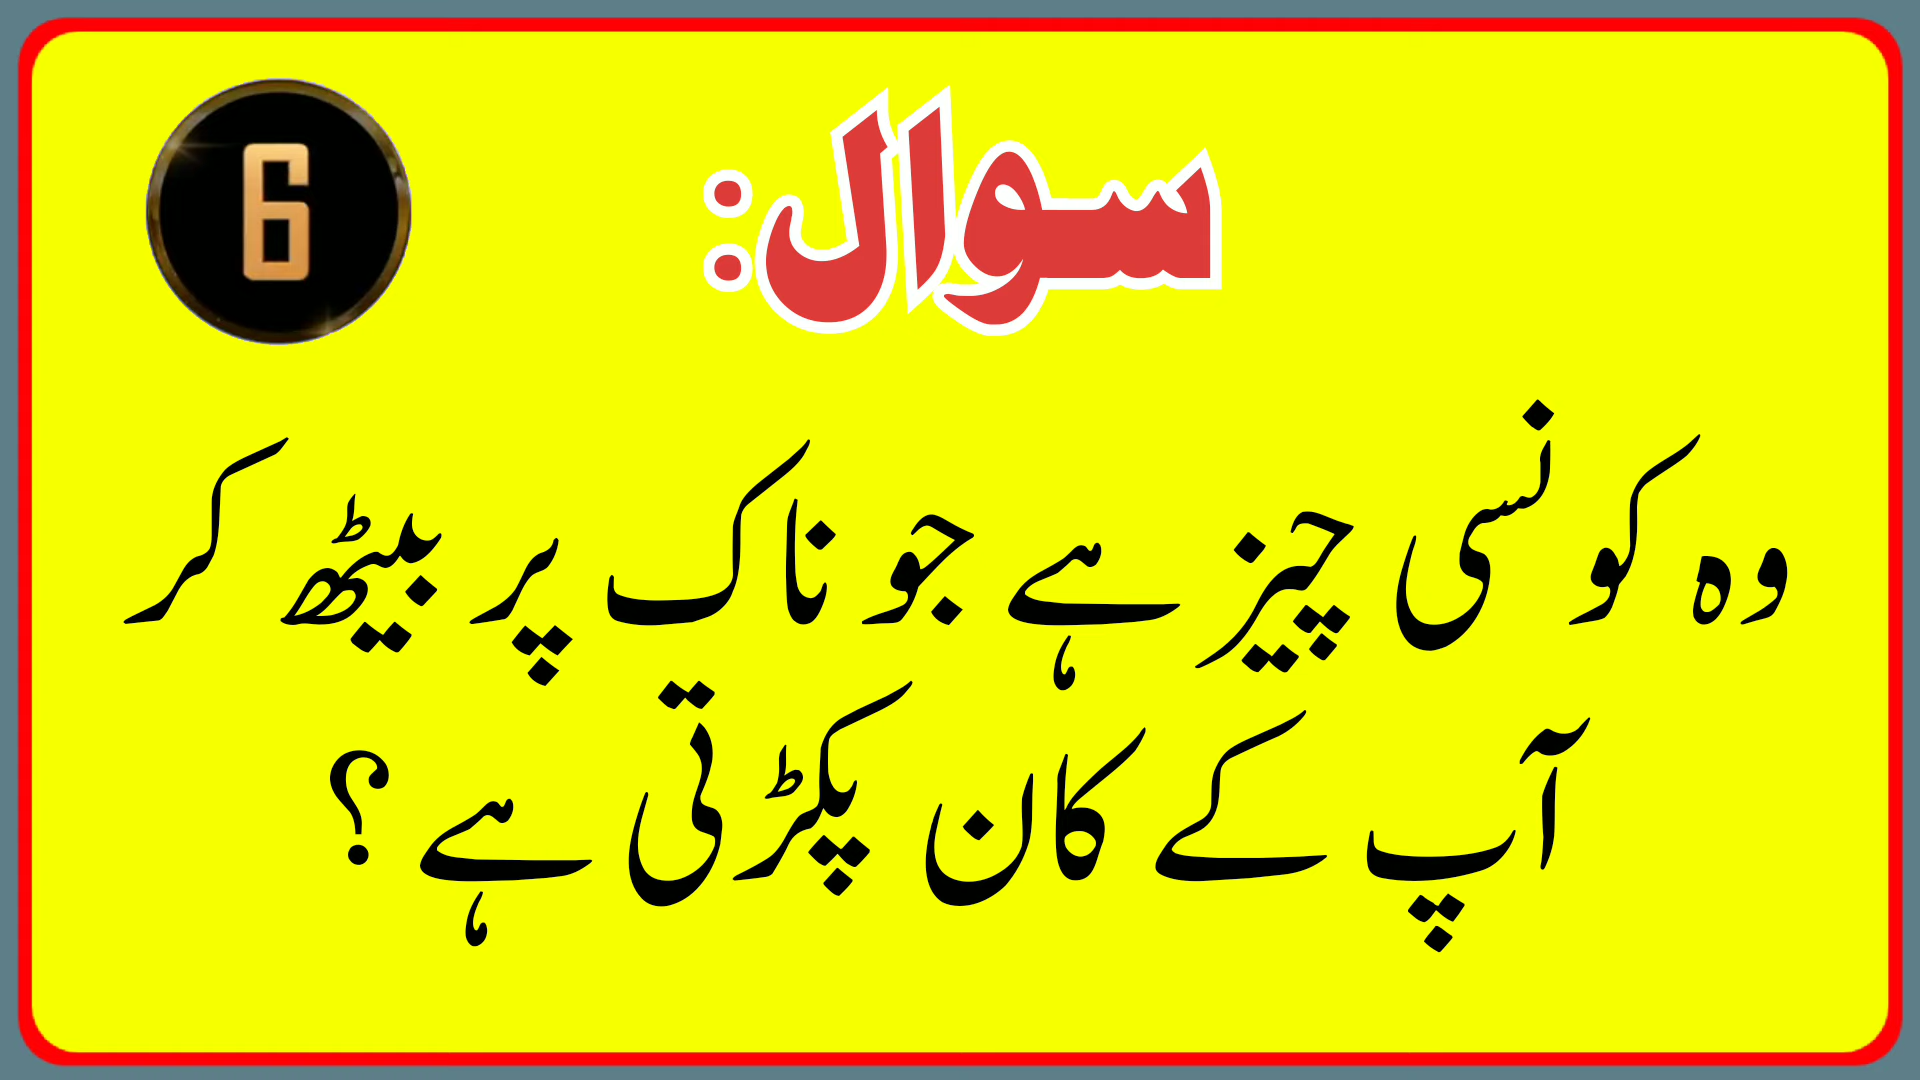 6
سوال:
وہ کونسی چیز ہے جو ناک پر بیٹھ کر
آپ کے کان پکڑتی ہے؟